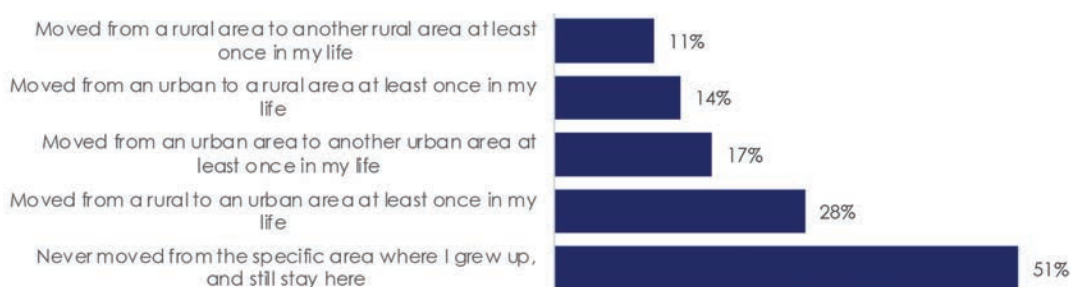 Moved from a rural area to another rural area at least
once in my life
11%
Moved from an urban to a rural area at least once in my
life
14%
Moved from an urban area to another urban area at
least once in my life
17%
Moved from a rural to an urban area at least once in my
life
28%
Never moved from the specific area where I grew up,
and still stay here
51%